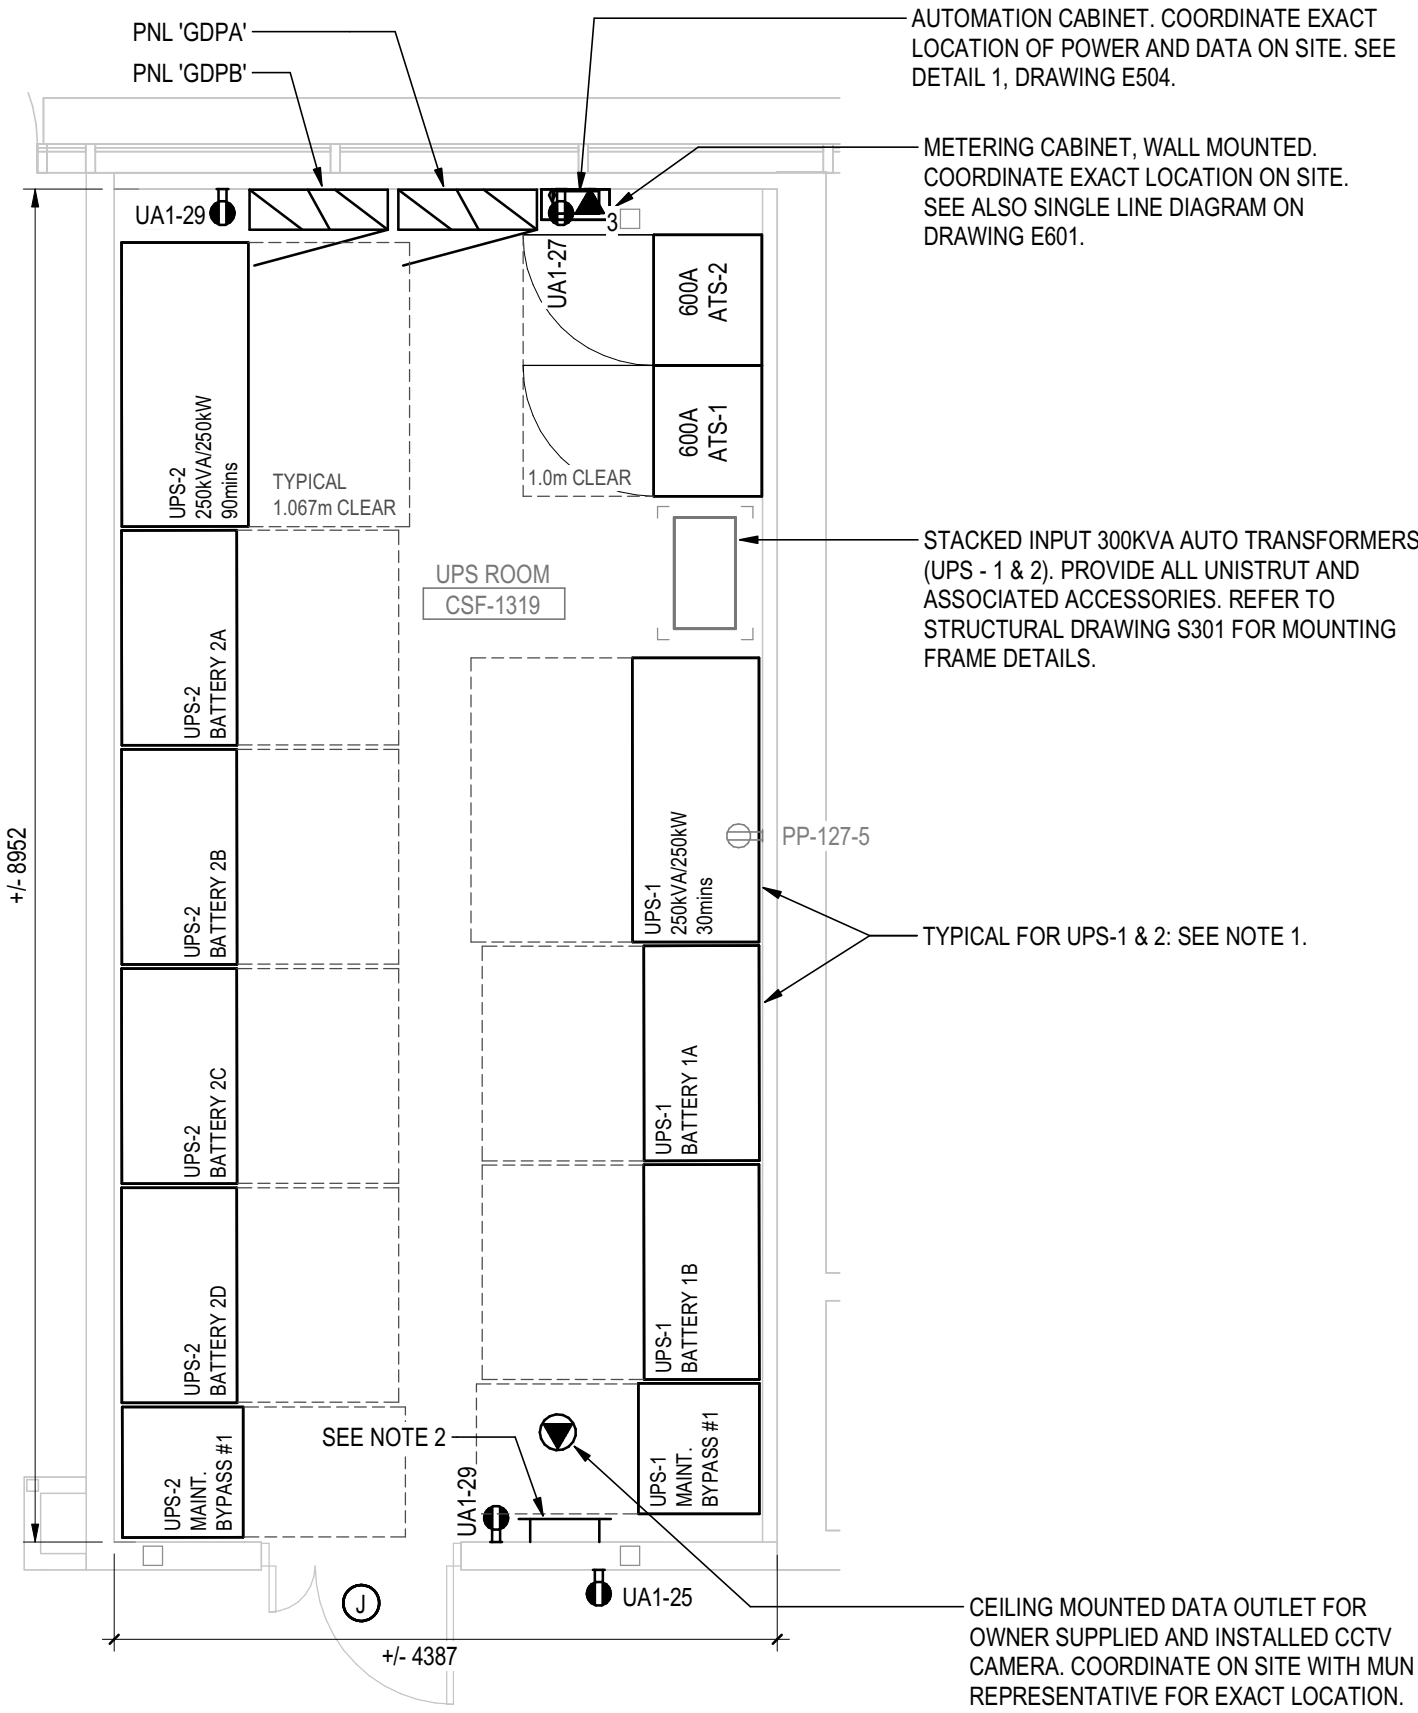 PNL 'GDPA'
PNL 'GDPB'
AUTOMATION CABINET. COORDINATE EXACT
LOCATION OF POWER AND DATA ON SITE. SEE
DETAIL 1, DRAWING E504.
METERING CABINET, WALL MOUNTED.
COORDINATE EXACT LOCATION ON SITE.
SEE ALSO SINGLE LINE DIAGRAM ON
DRAWING E601.
UA1-29
3
UA1-27
600A
ATS-2
600A
ATS-1
1.0m CLEAR
UPS-2
250kVA/250kW
90mins
TYPICAL
1.067m CLEAR
STACKED INPUT 300KVA AUTO TRANSFORMERS
(UPS - 1 & 2). PROVIDE ALL UNISTRUT AND
ASSOCIATED ACCESSORIES. REFER TO
STRUCTURAL DRAWING S301 FOR MOUNTING
FRAME DETAILS.
UPS ROOM
CSF-1319
UPS-2
BATTERY 2A
UPS-2
BATTERY 2B
+/- 8952
UPS-1
250kVA/250kW
30mins
PP-127-5
TYPICAL FOR UPS-1 & 2: SEE NOTE 1.
UPS-2
BATTERY 2C
UPS-1
BATTERY 1A
UPS-2
BATTERY 2D
UPS-1
BATTERY 1B
UPS-2
MAINT.
BYPASS #1
SEE NOTE 2
UA1-29
UPS-1
MAINT.
BYPASS #1
UA1-25
J
+/- 4387
CEILING MOUNTED DATA OUTLET FOR
OWNER SUPPLIED AND INSTALLED CCTV
CAMERA. COORDINATE ON SITE WITH MUN
REPRESENTATIVE FOR EXACT LOCATION.